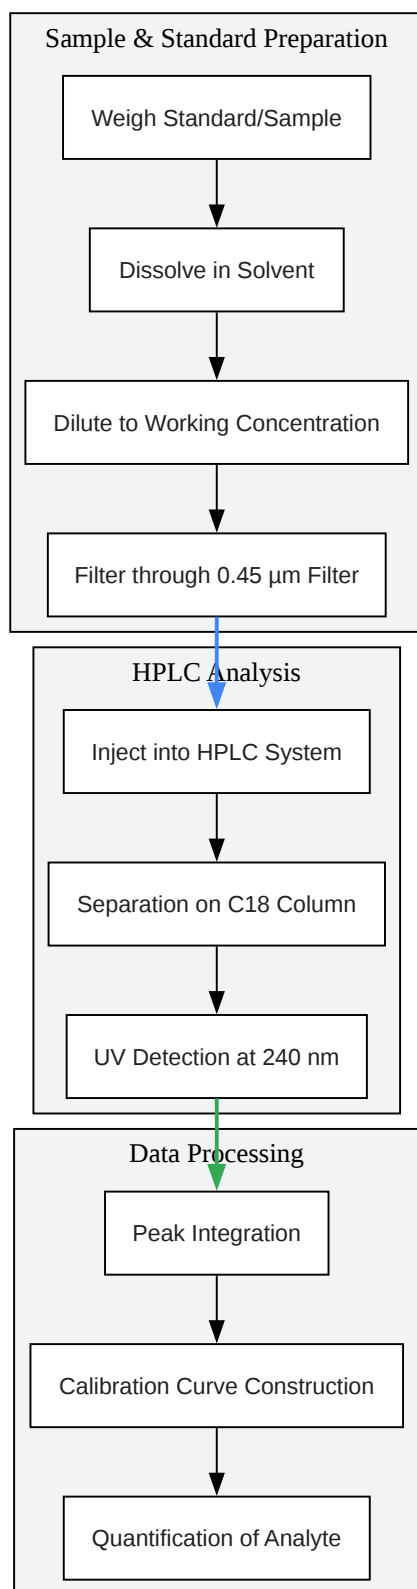 Sample & Standard Preparation
Weigh Standard/Sample
Dissolve in Solvent
Dilute to Working Concentration
Filter through 0.45 µm Filter
HPLC Analysis
Inject into HPLC System
Separation on C18 Column
UV Detection at 240 nm
Data Processing
Peak Integration
Calibration Curve Construction
Quantification of Analyte